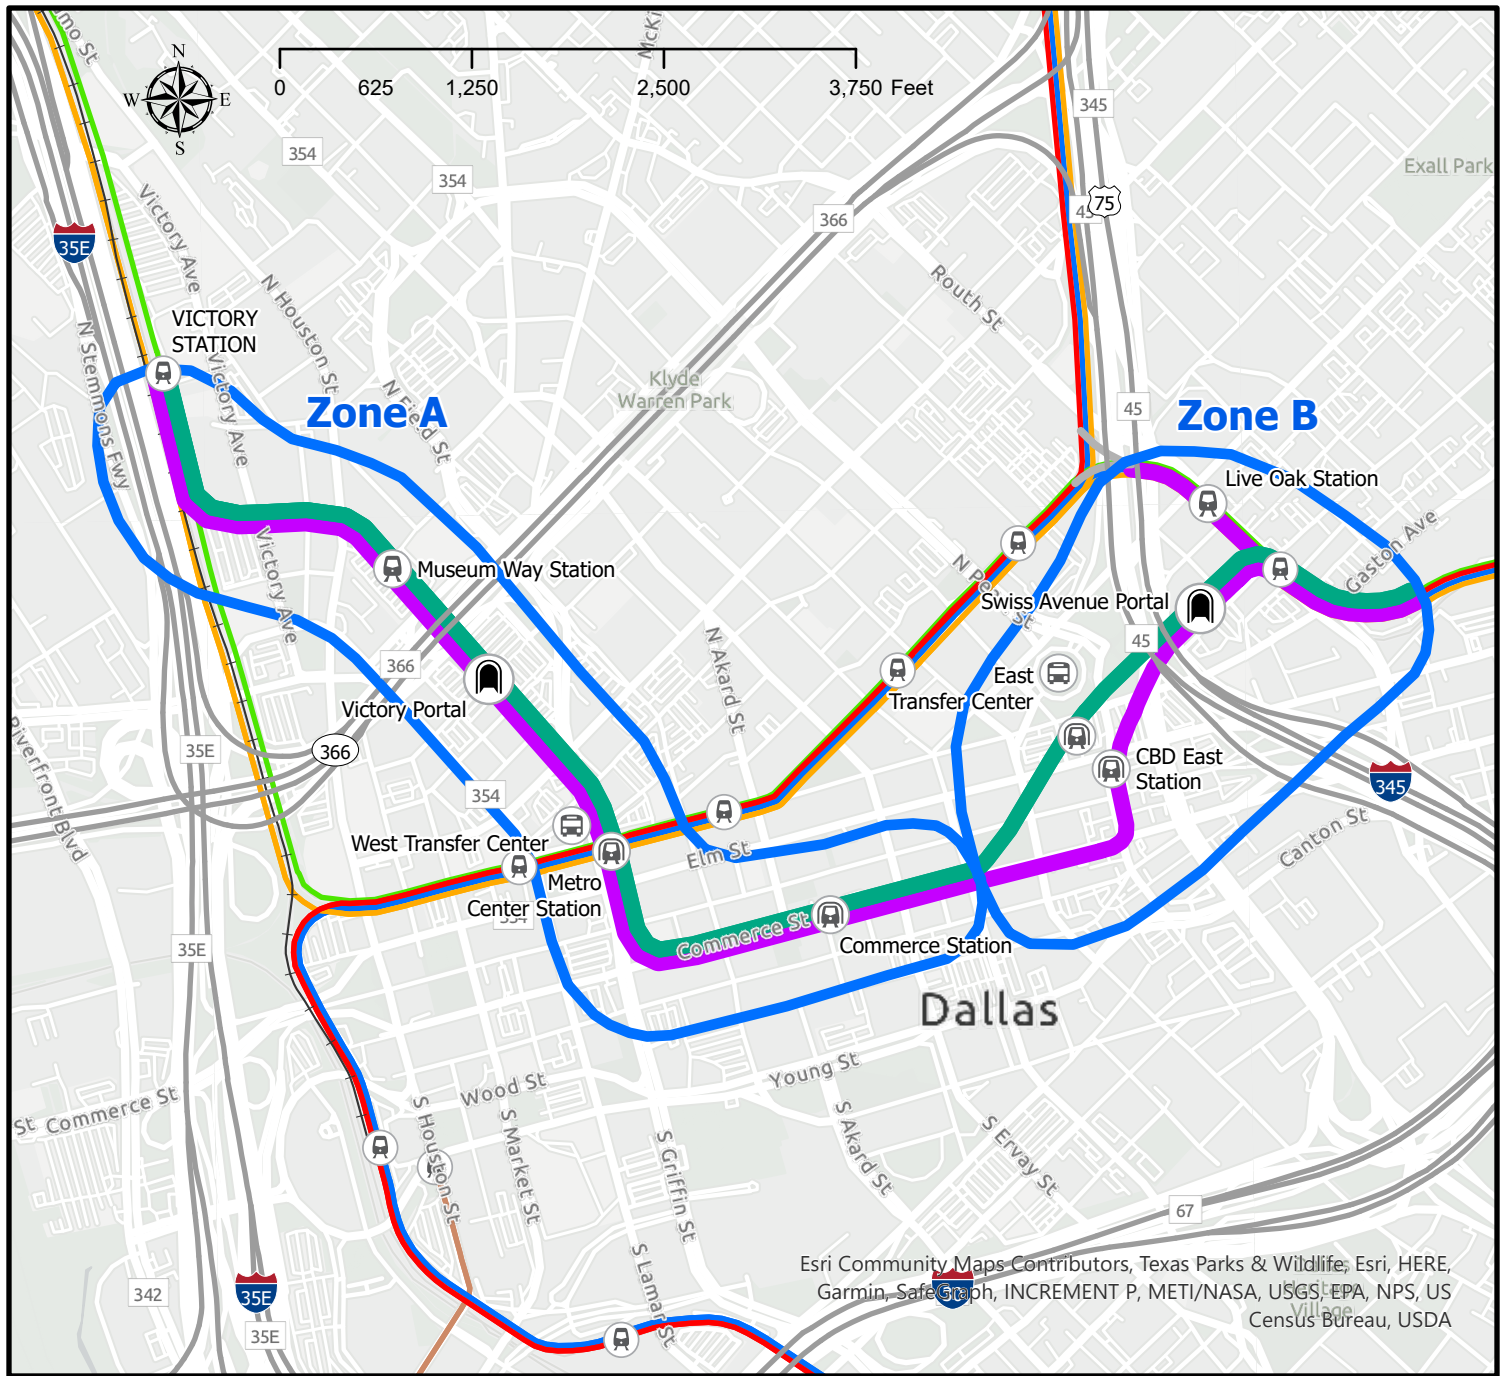 N
W
E
S
0
625
1,250
2,500
3,750 Feet
345
Exall Park
354
354
Victory Ave
366
45
75
35E
N Houston St
Routh St
VICTORY
STATION
N Stemmons Fwy
Victory Ave
N Field St
Klyde
Warren Park
Zone A
45
Zone B
Live Oak Station
Gaston Ave
Victory Ave
Museum Way Station
Swiss Avenue Portal
45
N Akard St
366
East
Transfer Center
Victory Portal
Riverfront Blvd
35E
366
CBD East
Station
354
345
Canton St
West Transfer Center
Elm St
Metro
Center Station
Commerce St
Commerce Station
35E
Dallas
Young St
Wood St
St
Commerce St
S Houston St
S Market St
S Griffin St
S Akard St
S Ervay St
67
S Lamar St
342
35E
35E
Esri Community Maps Contributors, Texas Parks & Wildlife, Esri, HERE,
Garmin, SafeGraph, INCREMENT P, METI/NASA, USGS, EPA, NPS, US
Census Bureau, USDA
Village